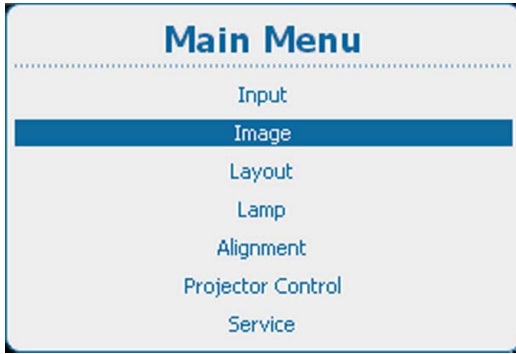 Main Menu
Input
Image
Layout
Lamp
Alignment
Projector Control
Service